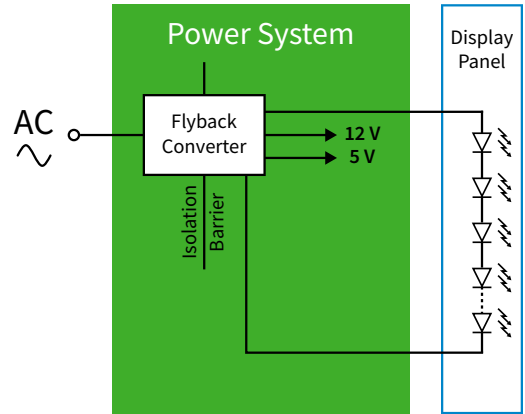 Power System
Display
Panel
AC
Flyback
Converter
12 V
5 V
Isolation
Barrier